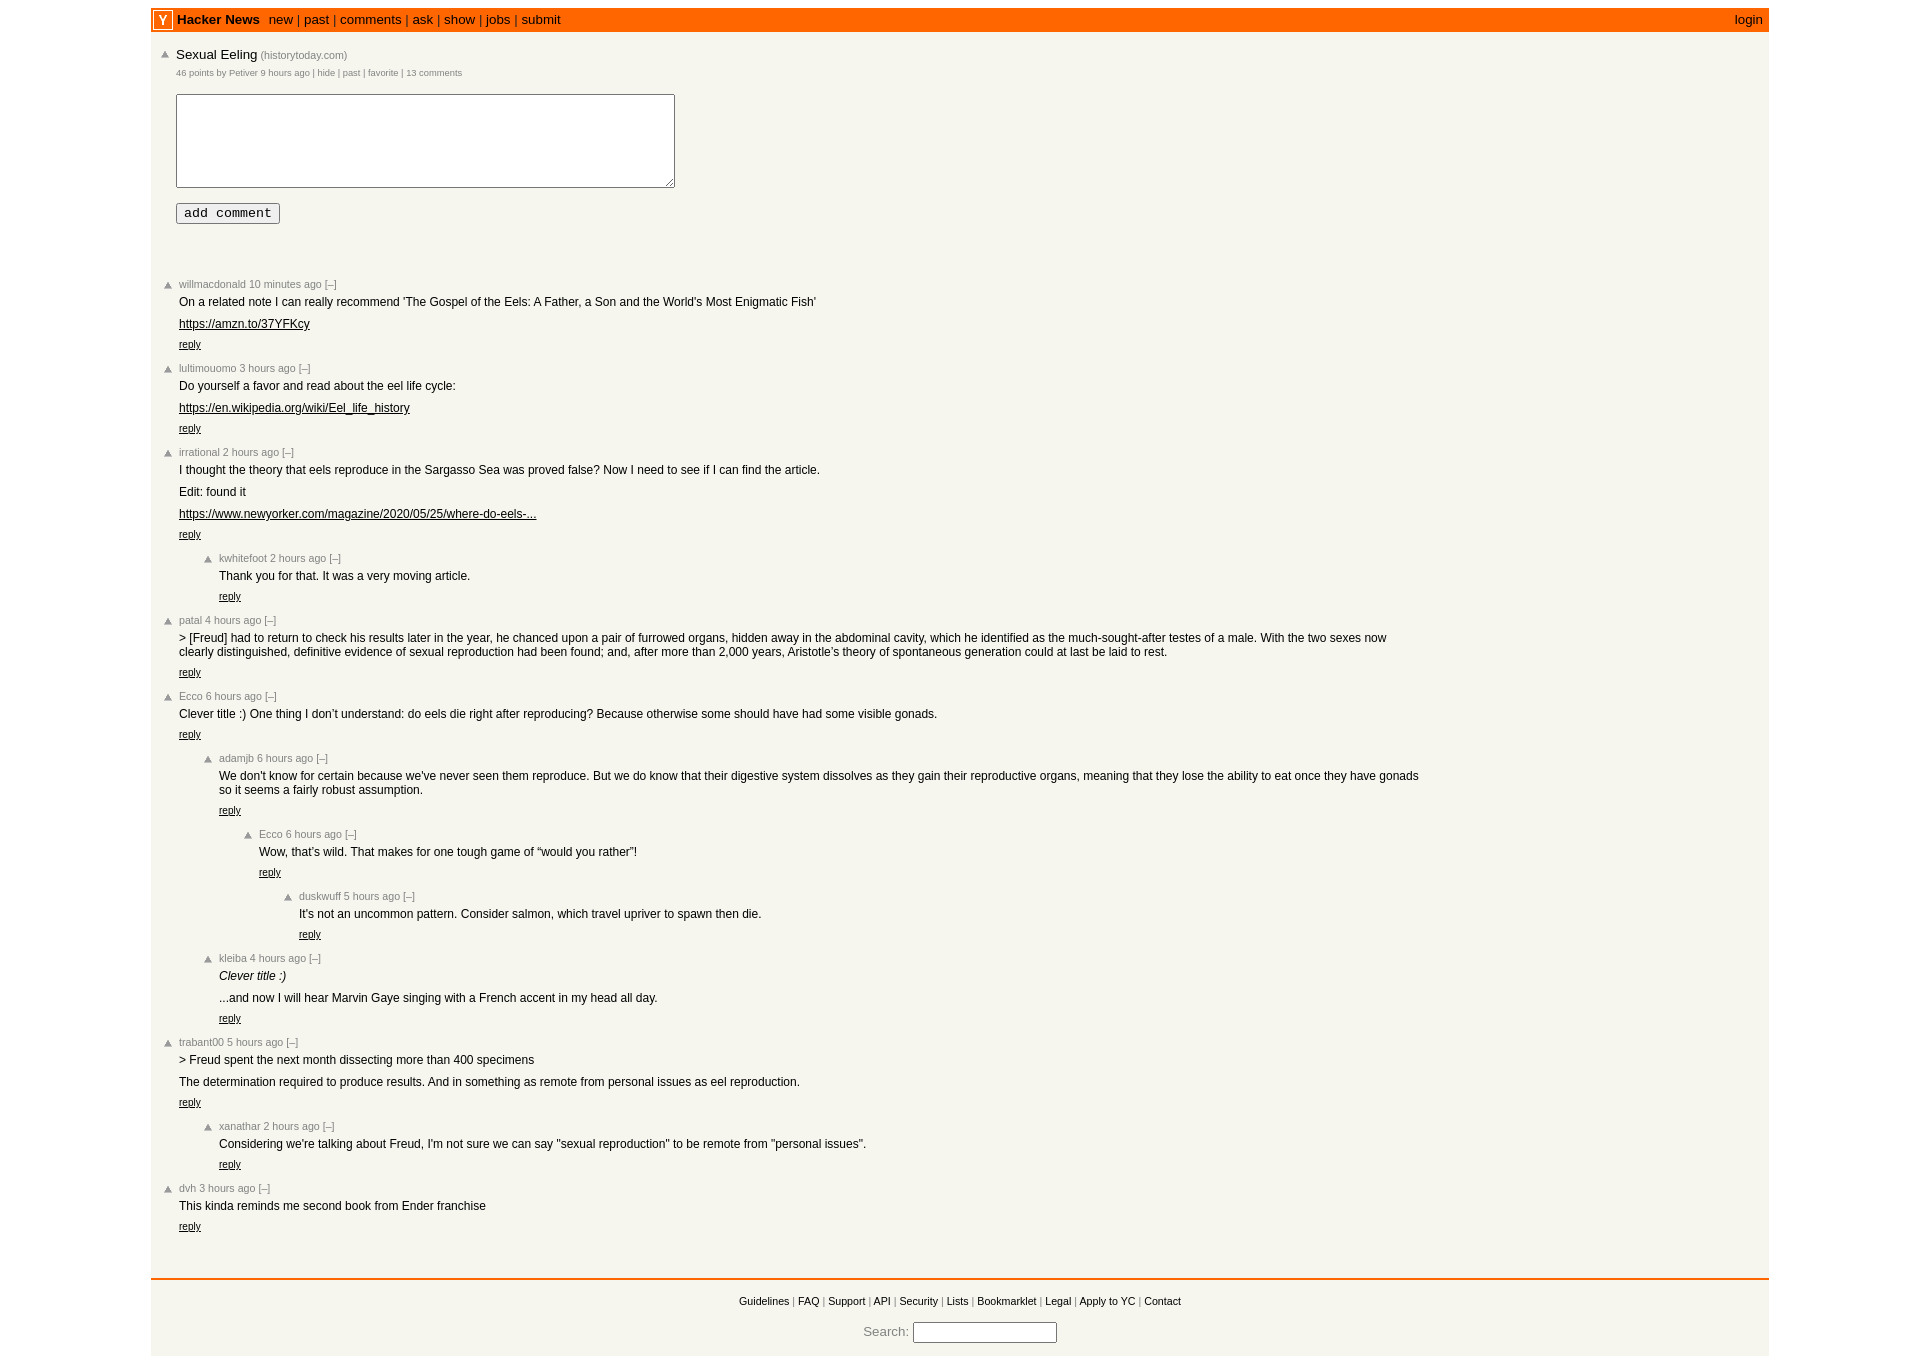 Y Hacker News new | past | comments | ask | show | jobs | submit login
Sexual Eeling (historytoday.com)
46 points by Petiver 9 hours ago | hide | past | favorite | 13 comments
add comment
willmacdonald 10 minutes ago [–]
On a related note I can really recommend 'The Gospel of the Eels: A Father, a Son and the World's Most Enigmatic Fish'
https://amzn.to/37YFKcy
reply
lultimouomo 3 hours ago [–]
Do yourself a favor and read about the eel life cycle:
https://en.wikipedia.org/wiki/Eel_life_history
reply
irrational 2 hours ago [–]
I thought the theory that eels reproduce in the Sargasso Sea was proved false? Now I need to see if I can find the article.
Edit: found it
https://www.newyorker.com/magazine/2020/05/25/where-do-eels-...
reply
kwhitefoot 2 hours ago [–]
Thank you for that. It was a very moving article.
reply
patal 4 hours ago [–]
> [Freud] had to return to check his results later in the year, he chanced upon a pair of furrowed organs, hidden away in the abdominal cavity, which he identified as the much-sought-after testes of a male. With the two sexes now
clearly distinguished, definitive evidence of sexual reproduction had been found; and, after more than 2,000 years, Aristotle’s theory of spontaneous generation could at last be laid to rest.
reply
Ecco 6 hours ago [–]
Clever title :) One thing I don’t understand: do eels die right after reproducing? Because otherwise some should have had some visible gonads.
reply
adamjb 6 hours ago [–]
We don't know for certain because we've never seen them reproduce. But we do know that their digestive system dissolves as they gain their reproductive organs, meaning that they lose the ability to eat once they have gonads
so it seems a fairly robust assumption.
reply
Ecco 6 hours ago [–]
Wow, that’s wild. That makes for one tough game of “would you rather”!
reply
duskwuff 5 hours ago [–]
It's not an uncommon pattern. Consider salmon, which travel upriver to spawn then die.
reply
kleiba 4 hours ago [–]
Clever title :)
...and now I will hear Marvin Gaye singing with a French accent in my head all day.
reply
trabant00 5 hours ago [–]
> Freud spent the next month dissecting more than 400 specimens
The determination required to produce results. And in something as remote from personal issues as eel reproduction.
reply
xanathar 2 hours ago [–]
Considering we're talking about Freud, I'm not sure we can say "sexual reproduction" to be remote from "personal issues".
reply
dvh 3 hours ago [–]
This kinda reminds me second book from Ender franchise
reply
Guidelines | FAQ | Support | API | Security | Lists | Bookmarklet | Legal | Apply to YC | Contact
Search: